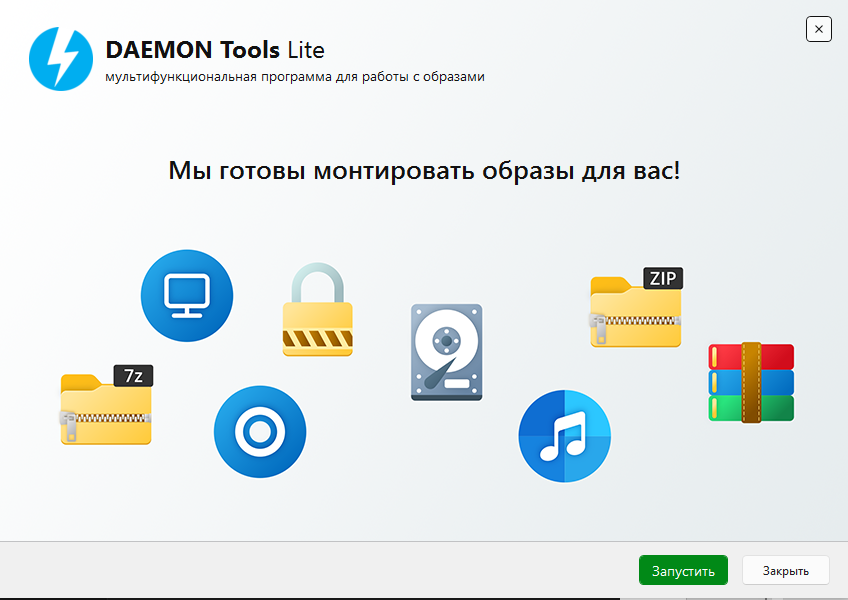 DAEMON Tools Lite
мультифункциональная программа для работы с образами
Мы готовы монтировать образы для вас!
ZIP
7z
Запустить
Закрыть